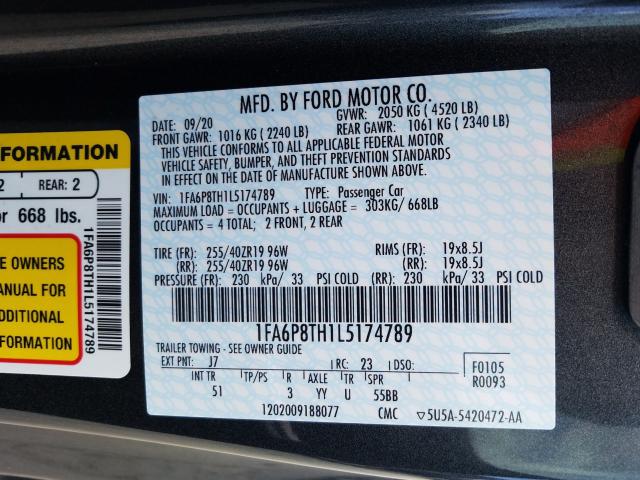 MFD. BY FORD MOTOR CO.
DATE: 09/20 GVWR: 2050 KG ( 4520 LB)
FRONT GAWR: 1016 KG ( 2240 LB) REAR GAWR: 1061 KG ( 2340 LB)
THIS VEHICLE CONFORMS TO ALL APPLICABLE FEDERAL MOTOR
VEHICLE SAFETY, BUMPER, AND THEFT PREVENTION STANDARDS
IN EFFECT ON THE DATE OF MANUFACTURE SHOWN ABOVE.
VIN: 1FA6P8TH1L5174789 TYPE: Passenger Car
MAXIMUM LOAD = OCCUPANTS + LUGGAGE = 303KG/ 668LB
OCCUPANTS = 4 TOTAL; 2 FRONT, 2 REAR
TIRE (FR): 255/40ZR19 96W RIMS (FR): 19x8.5J
(RR): 255/40ZR19 96W (RR): 19x8.5J
PRESSURE (FR): 230 kPa/ 33 PSI COLD (RR): 230 kPa/ 33 PSI COLD
1FA6P8TH1L5174789
TRAILER TOWING - SEE OWNER GUIDE
EXT PNT: J7 RC: 23 DSO: F0105
R0093
INT TR TP/PS R AXLE TR SPR
51 3 YY U 55BB
1202009188077 CMC ▽5U5A-5420472-AA
FORMATION
2 REAR: 2
or 668 lbs.
E OWNERS
ANUAL FOR
ADDITIONAL
FORMATION
1FA6P8TH1L5174789